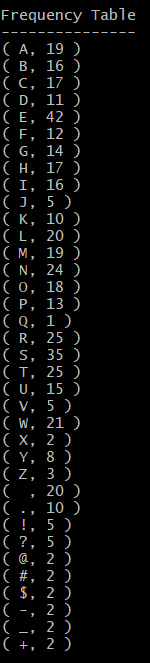 Frequency Table
---------------
( A, 19 )
( B, 16 )
( C, 17 )
( D, 11 )
( E, 42 )
( F, 12 )
( G, 14 )
( H, 17 )
( I, 16 )
( J, 5 )
( K, 10 )
( L, 20 )
( M, 19 )
( N, 24 )
( O, 18 )
( P, 13 )
( Q, 1 )
( R, 25 )
( S, 35 )
( T, 25 )
( U, 15 )
( V, 5 )
( W, 21 )
( X, 2 )
( Y, 8 )
( Z, 3 )
(  , 20 )
( ., 10 )
( !, 5 )
( ?, 5 )
( @, 2 )
( #, 2 )
( $, 2 )
( -, 2 )
( _, 2 )
( +, 2 )